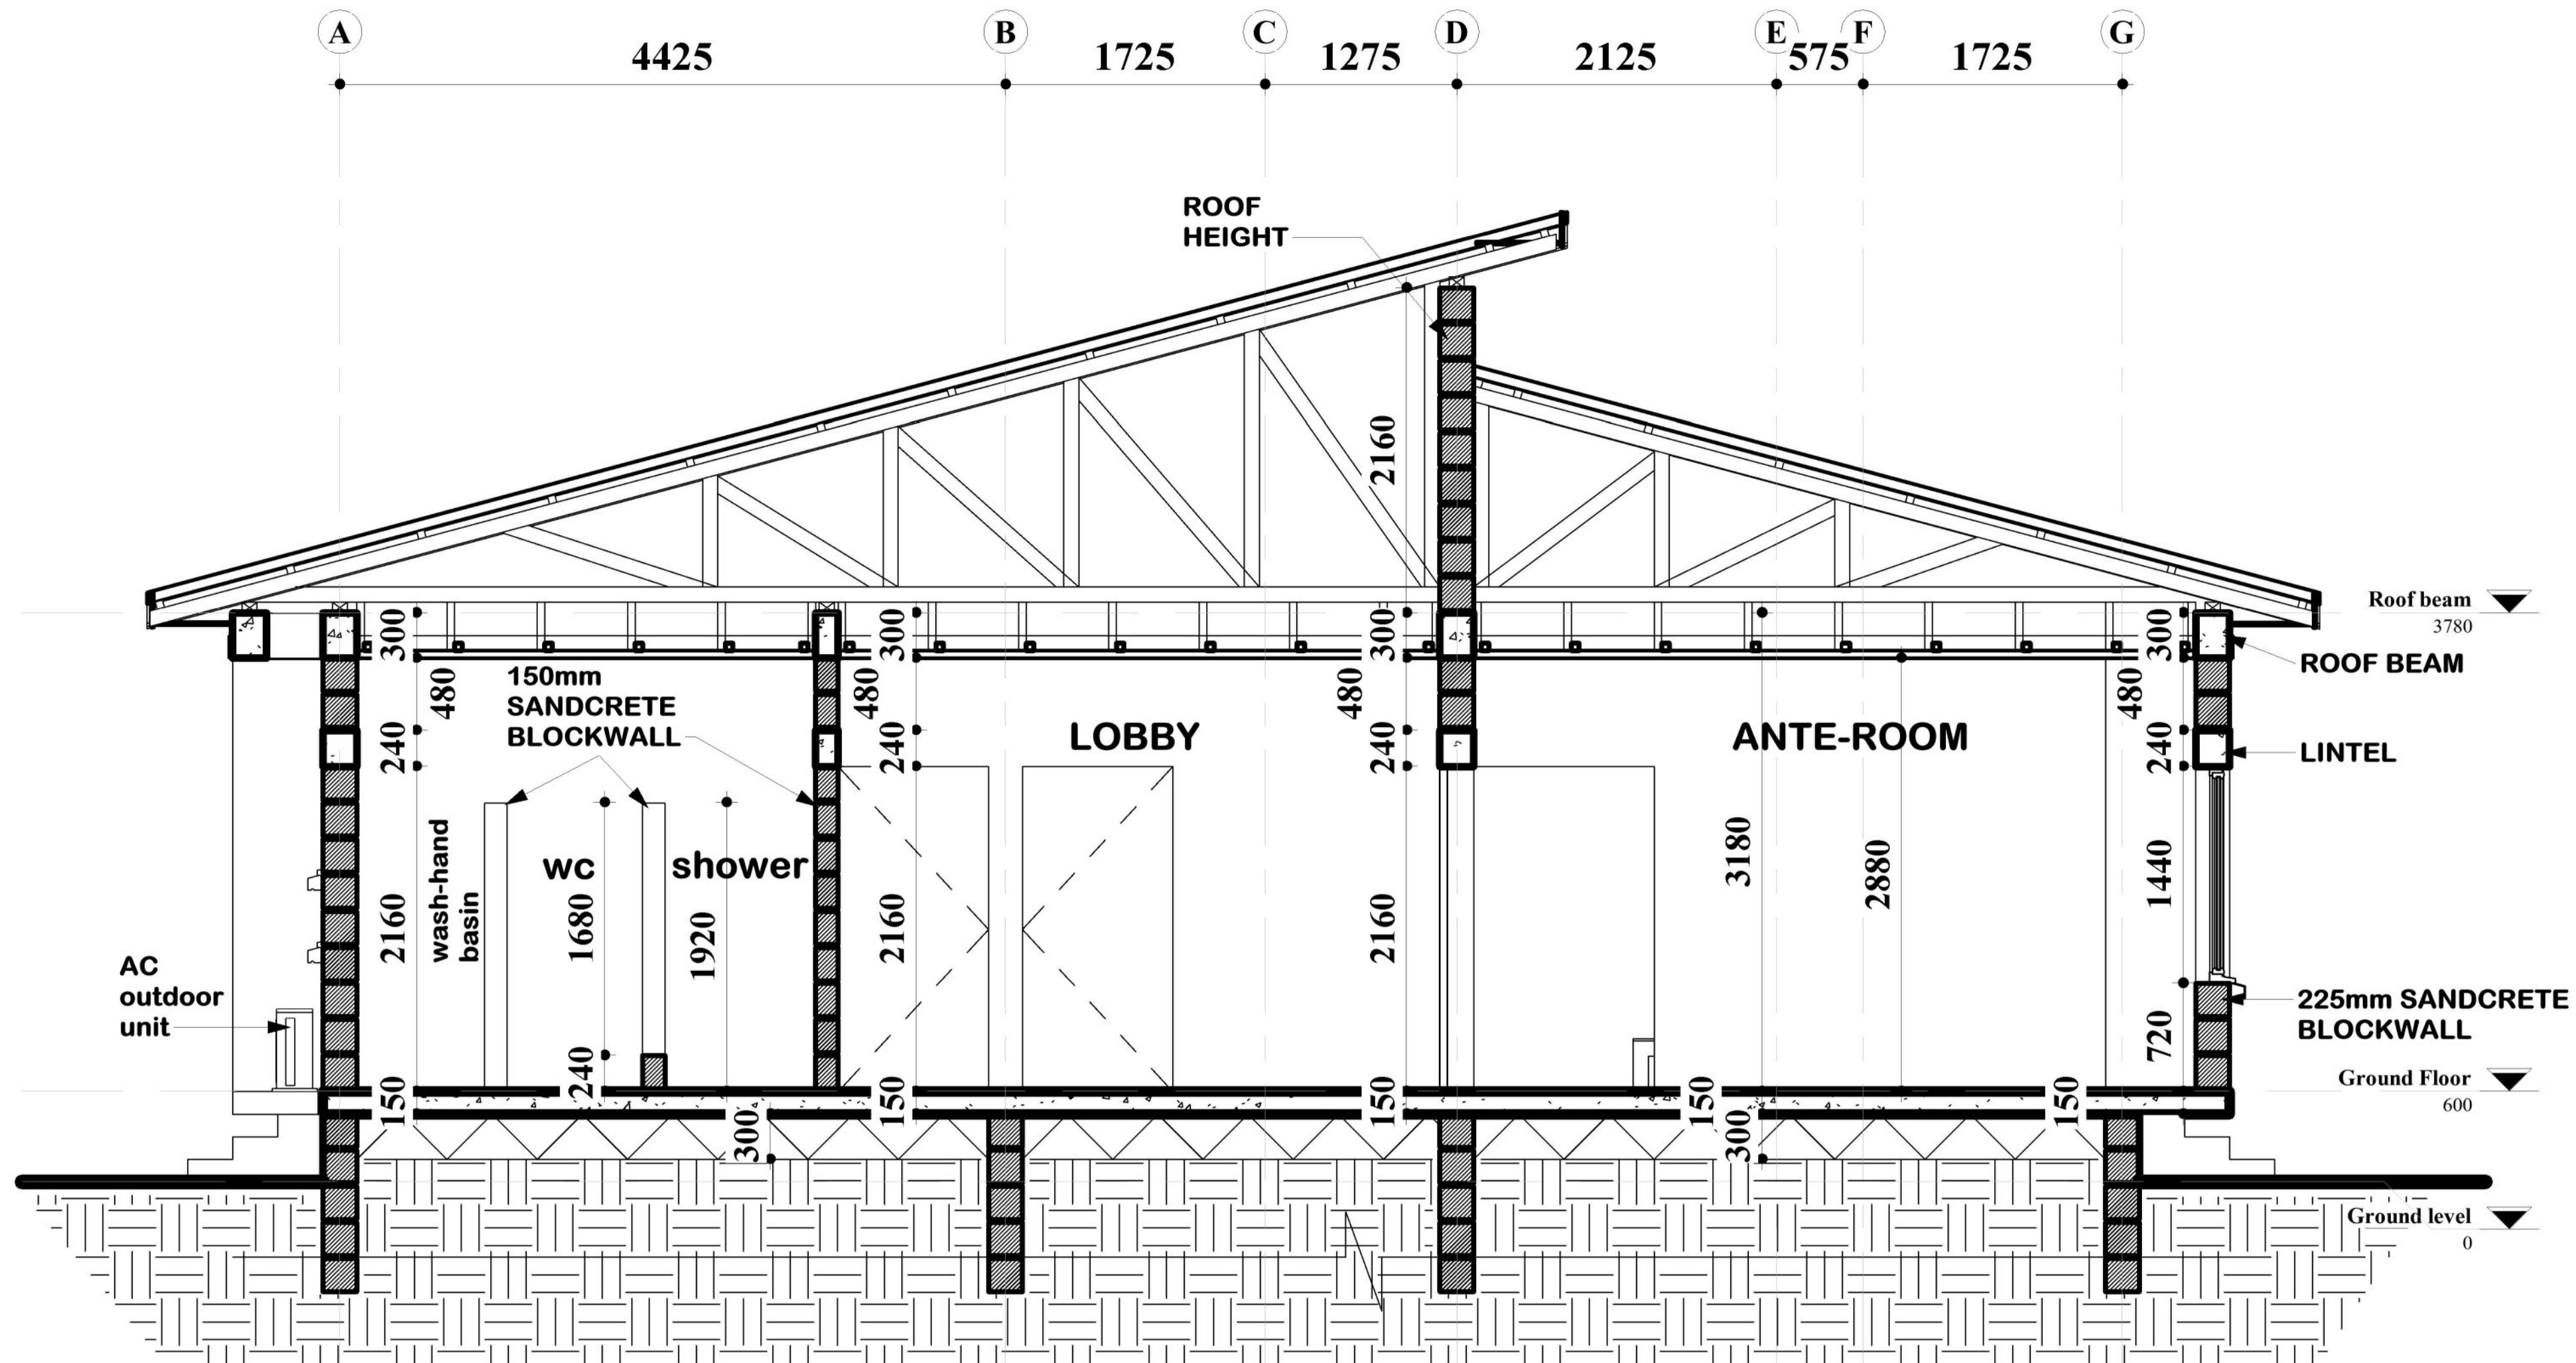 A
B
C
D
E
F
G
4425
1725
1275
2125
575
1725
ROOF
HEIGHT
2160
Roof beam
3780
300
300
300
300
ROOF BEAM
480
150mm
SANDCRETE
BLOCKWALL
480
480
480
240
240
LOBBY
240
ANTE-ROOM
240
LINTEL
wash-hand
basin
wc
shower
2160
1680
1920
2160
2160
3180
2880
1440
AC
outdoor
unit
225mm SANDCRETE
BLOCKWALL
720
240
Ground Floor
600
150
150
150
150
150
300
300
Ground level
0